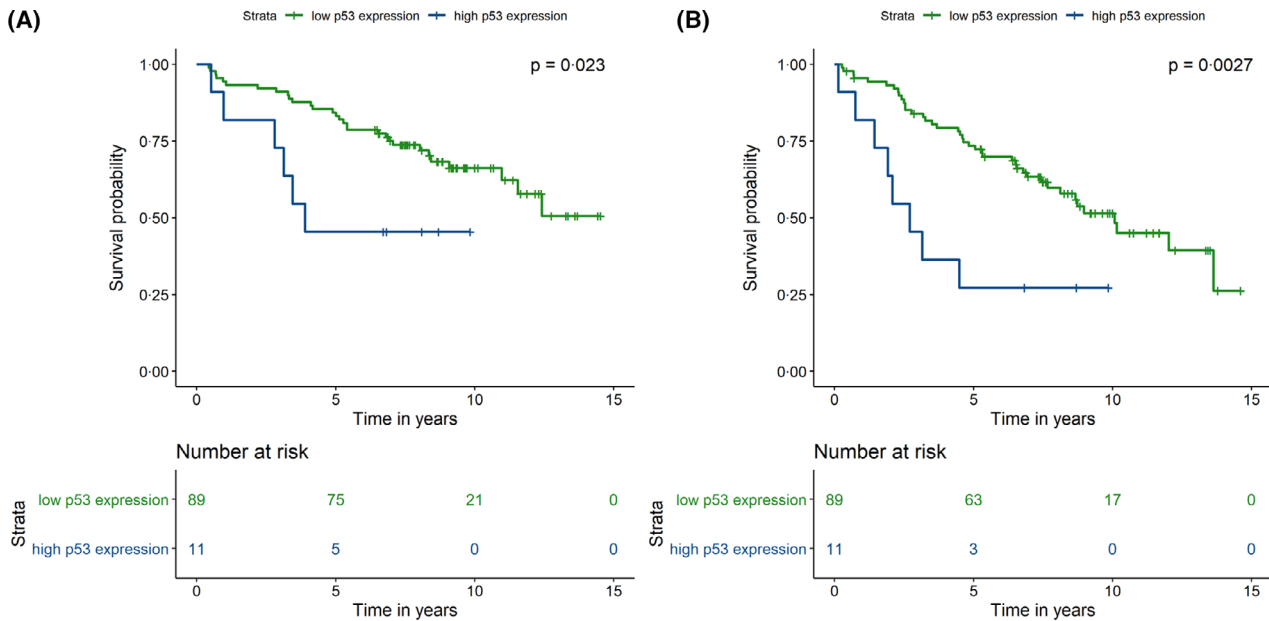 (A)
Strata low p53 expression high p53 expression
p = 0·023
1·00
0·75
0·50
0·25
0·00
Survival probability
0 5 10 15
Time in years
Number at risk
Strata
low p53 expression 89 75 21 0
high p53 expression 11 5 0 0
0 5 10 15
Time in years
(B)
Strata low p53 expression high p53 expression
p = 0·0027
1·00
0·75
0·50
0·25
0·00
Survival probability
0 5 10 15
Time in years
Number at risk
Strata
low p53 expression 89 63 17 0
high p53 expression 11 3 0 0
0 5 10 15
Time in years